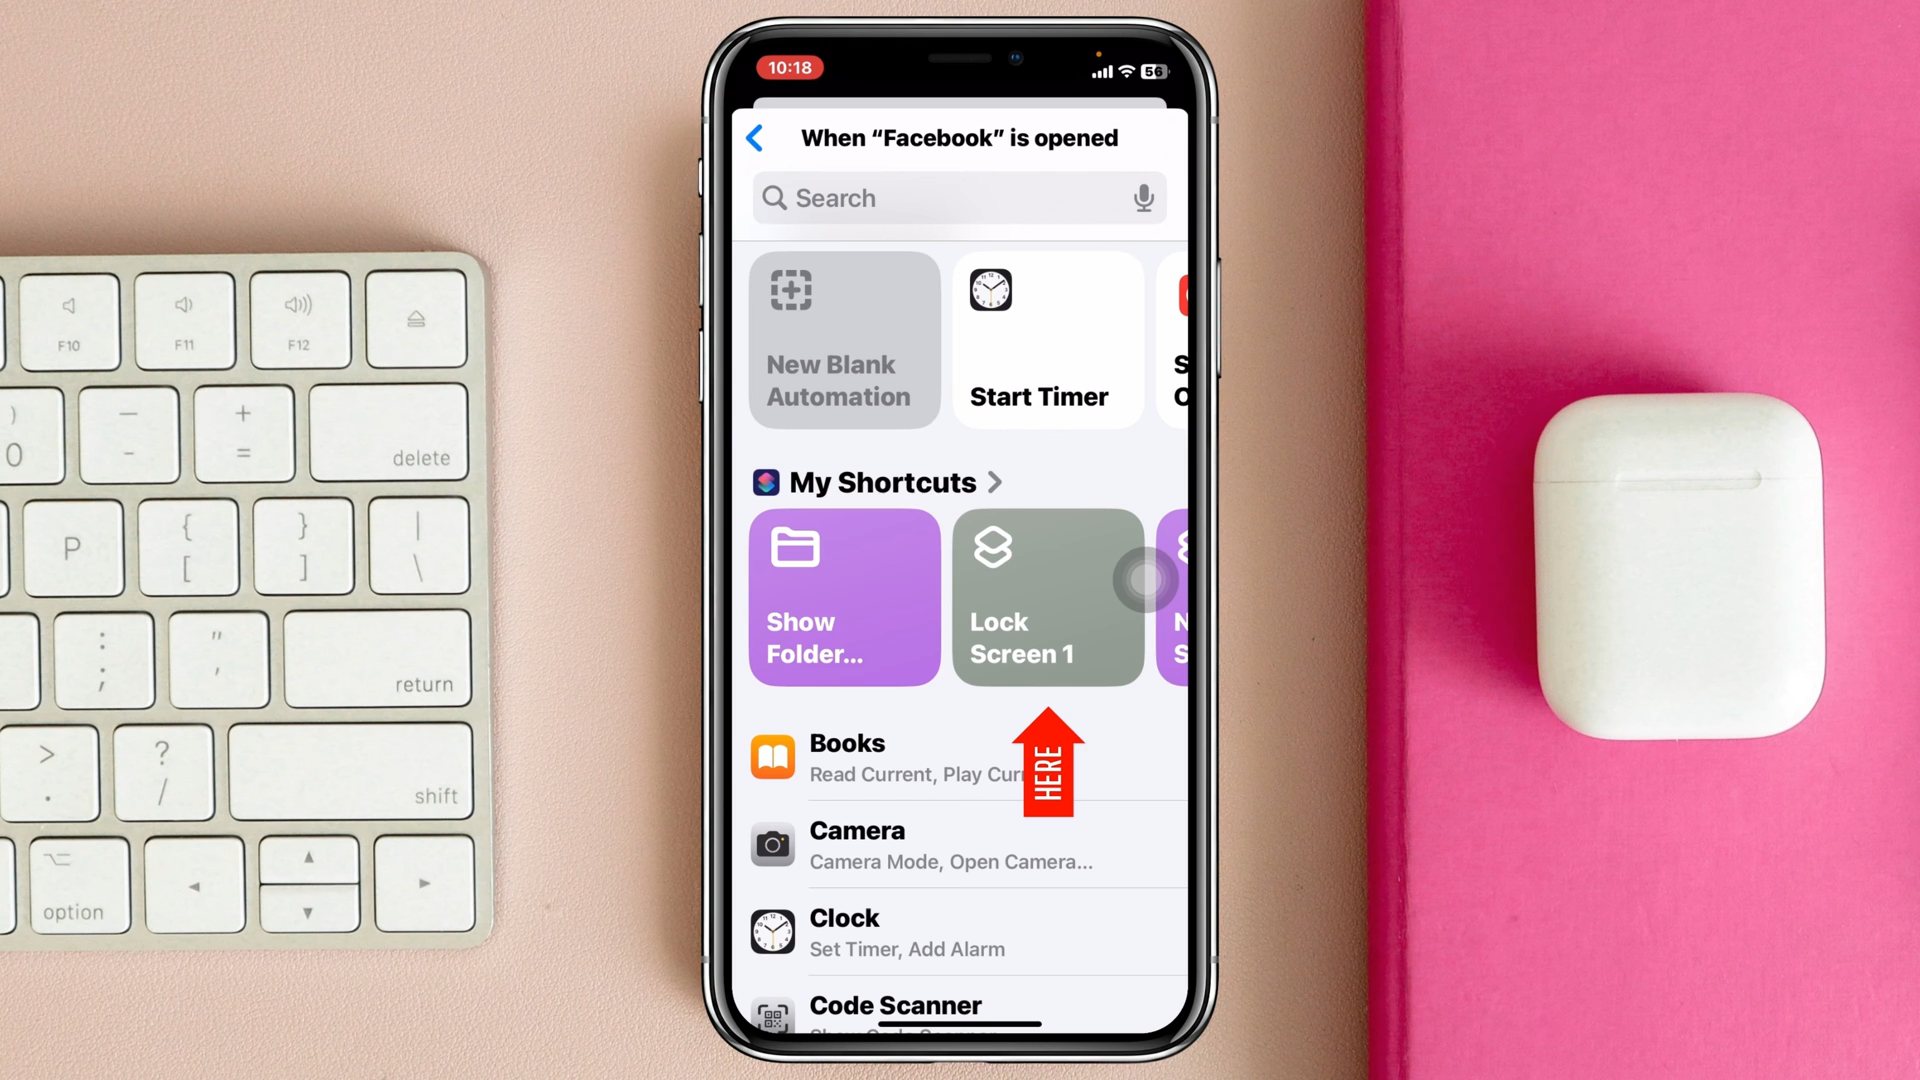 10:18
56
When “Facebook” is opened
Search
New Blank
Automation
Start Timer
S
C
My Shortcuts
Show
Folder...
Lock
Screen 1
N
S
Books
Read Current, Play Cur
HERE
Camera
Camera Mode, Open Camera...
Clock
Set Timer, Add Alarm
Code Scanner
F10
F11
F12
)
0
—
-
+
=
delete
P
{
[
}
]
|
\
:
;
"
'
return
>
.
?
/
shift
option